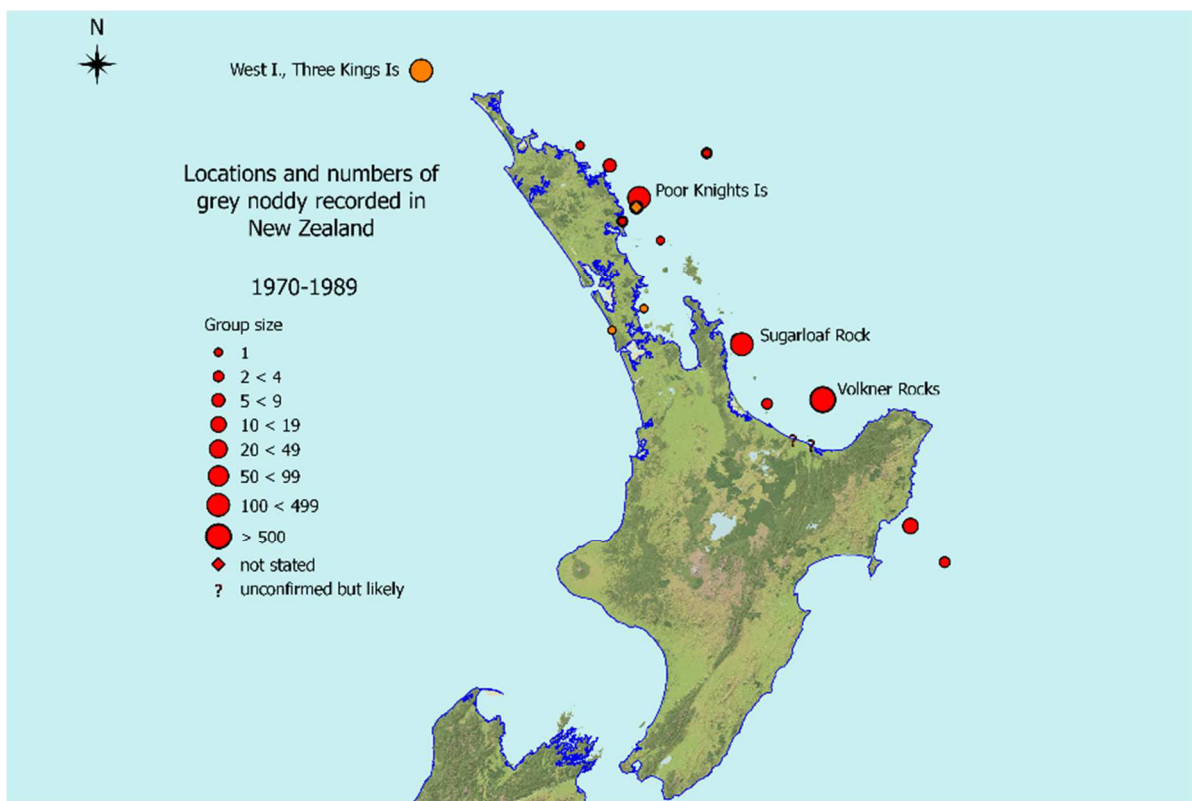 N
West I., Three Kings Is
Locations and numbers of
grey noddy recorded in
New Zealand
1970-1989
Group size
1
2 < 4
5 < 9
10 < 19
20 < 49
50 < 99
100 < 499
> 500
not stated
? unconfirmed but likely
Poor Knights Is
Sugarloaf Rock
Volkner Rocks
? ?